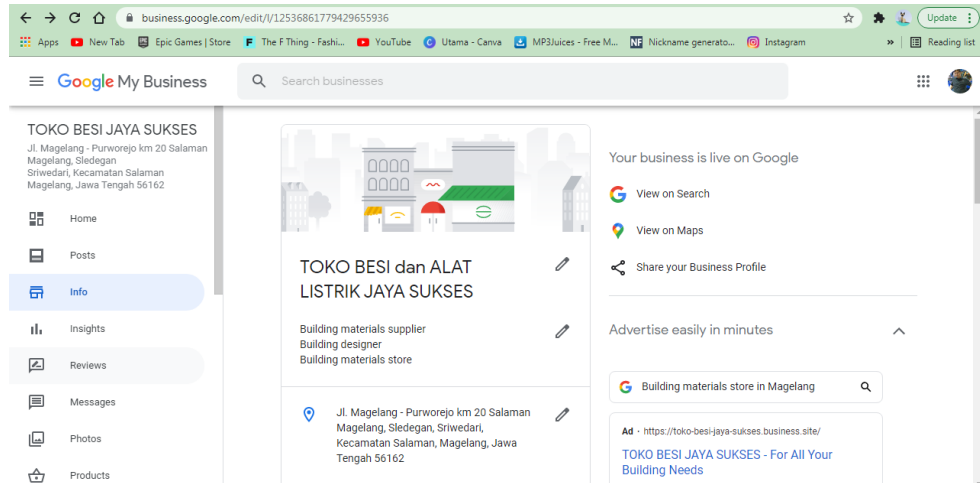 business.google.com/edit/l/12536861779429655936
Update
Apps
New Tab
Epic Games | Store
The F Thing - Fashi...
YouTube
Utama - Canva
MP3Juices - Free M...
NF Nickname generato...
Instagram
»
Reading list
Google My Business
Search businesses
TOKO BESI JAYA SUKSES
Jl. Magelang - Purworejo km 20 Salaman
Magelang, Sledegan
Sriwedari, Kecamatan Salaman
Magelang, Jawa Tengah 56162
Home
Posts
Info
Insights
Reviews
Messages
Photos
Products
TOKO BESI dan ALAT
LISTRIK JAYA SUKSES
Building materials supplier
Building designer
Building materials store
Jl. Magelang - Purworejo km 20 Salaman
Magelang, Sledegan, Sriwedari,
Kecamatan Salaman, Magelang, Jawa
Tengah 56162
Your business is live on Google
View on Search
View on Maps
Share your Business Profile
Advertise easily in minutes
Building materials store in Magelang
Ad · https://toko-besi-jaya-sukses.business.site/
TOKO BESI JAYA SUKSES - For All Your
Building Needs